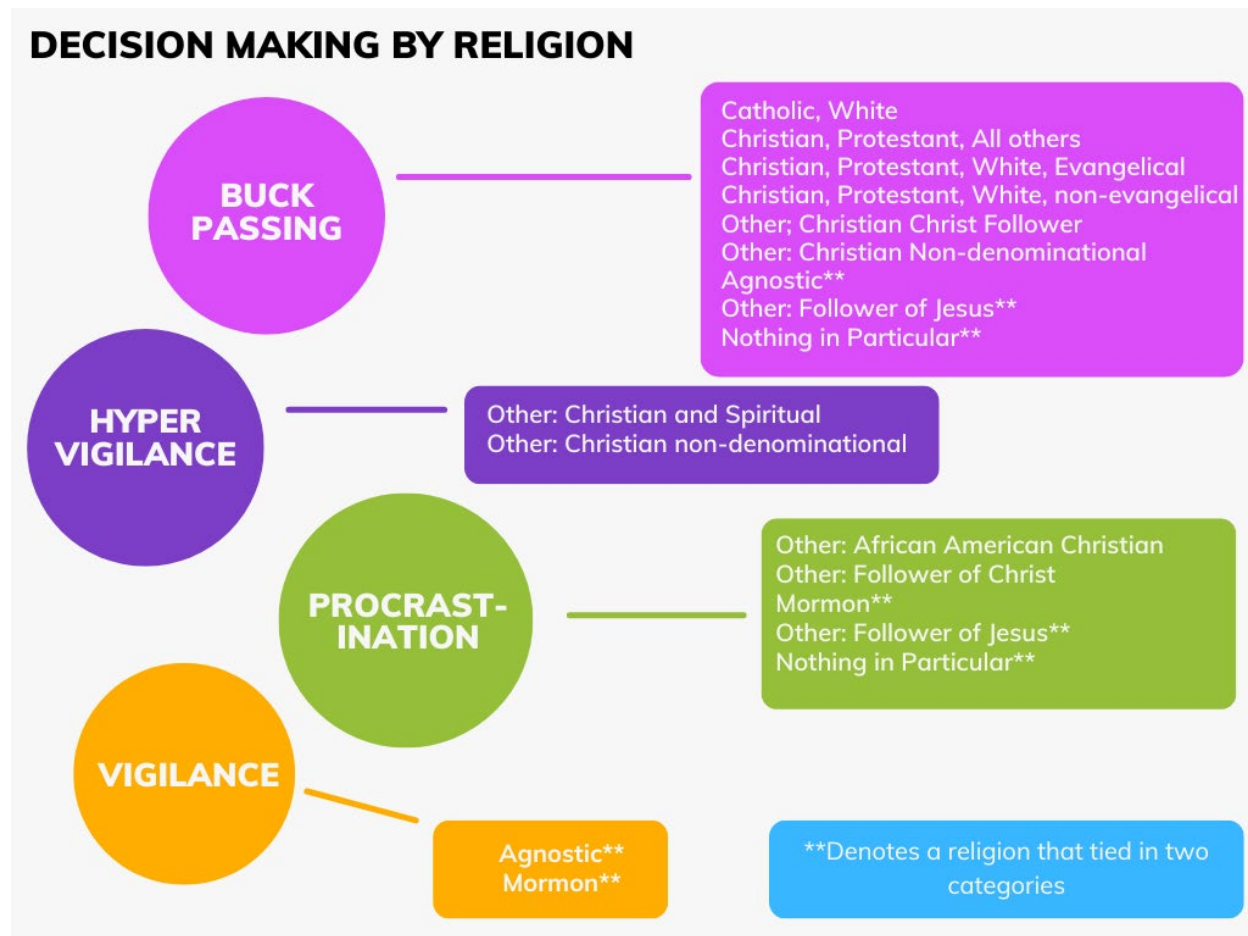 DECISION MAKING BY RELIGION
BUCK
PASSING
Catholic, White
Christian, Protestant, All others
Christian, Protestant, White, Evangelical
Christian, Protestant, White, non-evangelical
Other; Christian Christ Follower
Other: Christian Non-denominational
Agnostic**
Other: Follower of Jesus**
Nothing in Particular**
HYPER
VIGILANCE
Other: Christian and Spiritual
Other: Christian non-denominational
PROCRAST-
INATION
Other: African American Christian
Other: Follower of Christ
Mormon**
Other: Follower of Jesus**
Nothing in Particular**
VIGILANCE
Agnostic**
Mormon**
**Denotes a religion that tied in two
categories